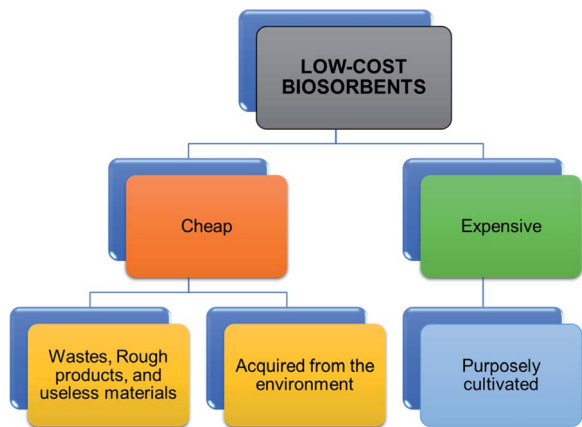 LOW-COST
BIOSORBENTS
Cheap
Expensive
Wastes, Rough
products, and
useless materials
Acquired from the
environment
Purposely
cultivated